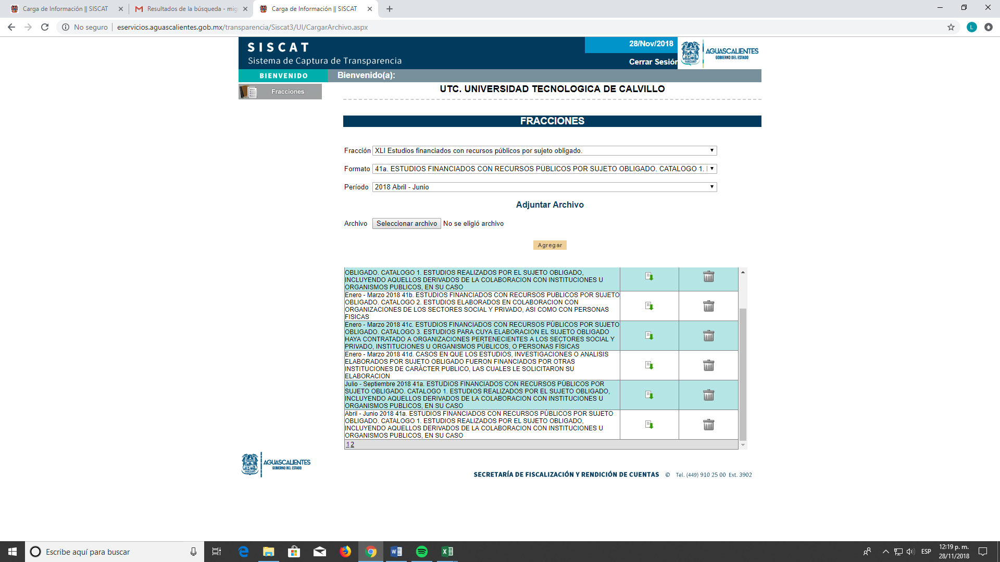 Carga de Información || SISCAT
Resultados de la búsqueda - mig
Carga de Información || SISCAT
No seguro
eservicios.aguascalientes.gob.mx/transparencia/Siscat3/UI/CargarArchivo.aspx
L
SISCAT
Sistema de Captura de Transparencia
28/Nov/2018
Cerrar Sesión
AGUASCALIENTES
GOBIERNO DEL ESTADO
BIENVENIDO
Bienvenido(a):
Fracciones
UTC. UNIVERSIDAD TECNOLOGICA DE CALVILLO
FRACCIONES
Fracción XLI Estudios financiados con recursos públicos por sujeto obligado.
Formato 41a. ESTUDIOS FINANCIADOS CON RECURSOS PÚBLICOS POR SUJETO OBLIGADO. CATALOGO 1.
Período 2018 Abril - Junio
Adjuntar Archivo
Archivo Seleccionar archivo No se eligió archivo
Agregar
OBLIGADO. CATALOGO 1. ESTUDIOS REALIZADOS POR EL SUJETO OBLIGADO,
INCLUYENDO AQUELLOS DERIVADOS DE LA COLABORACION CON INSTITUCIONES U
ORGANISMOS PUBLICOS, EN SU CASO
Enero - Marzo 2018 41b. ESTUDIOS FINANCIADOS CON RECURSOS PUBLICOS POR SUJETO
OBLIGADO. CATALOGO 2. ESTUDIOS ELABORADOS EN COLABORACION CON
ORGANIZACIONES DE LOS SECTORES SOCIAL Y PRIVADO, ASI COMO CON PERSONAS
FISICAS
Enero - Marzo 2018 41c. ESTUDIOS FINANCIADOS CON RECURSOS PÚBLICOS POR SUJETO
OBLIGADO. CATALOGO 3. ESTUDIOS PARA CUYA ELABORACION EL SUJETO OBLIGADO
HAYA CONTRATADO A ORGANIZACIONES PERTENECIENTES A LOS SECTORES SOCIAL Y
PRIVADO, INSTITUCIONES U ORGANISMOS PÚBLICOS, O PERSONAS FÍSICAS
Enero - Marzo 2018 41d. CASOS EN QUE LOS ESTUDIOS, INVESTIGACIONES O ANALISIS
ELABORADOS POR SUJETO OBLIGADO FUERON FINANCIADOS POR OTRAS
INSTITUCIONES DE CARÁCTER PUBLICO, LAS CUALES LE SOLICITARON SU
ELABORACION
Julio - Septiembre 2018 41a. ESTUDIOS FINANCIADOS CON RECURSOS PÚBLICOS POR
SUJETO OBLIGADO. CATALOGO 1. ESTUDIOS REALIZADOS POR EL SUJETO OBLIGADO,
INCLUYENDO AQUELLOS DERIVADOS DE LA COLABORACION CON INSTITUCIONES U
ORGANISMOS PUBLICOS, EN SU CASO
Abril - Junio 2018 41a. ESTUDIOS FINANCIADOS CON RECURSOS PÚBLICOS POR SUJETO
OBLIGADO. CATALOGO 1. ESTUDIOS REALIZADOS POR EL SUJETO OBLIGADO,
INCLUYENDO AQUELLOS DERIVADOS DE LA COLABORACION CON INSTITUCIONES U
ORGANISMOS PUBLICOS, EN SU CASO
1 2
AGUASCALIENTES
GOBIERNO DEL ESTADO
SECRETARÍA DE FISCALIZACIÓN Y RENDICIÓN DE CUENTAS © Tel. (449) 910 25 00 Ext. 3902
Escribe aquí para buscar
ESP
12:19 p. m.
28/11/2018